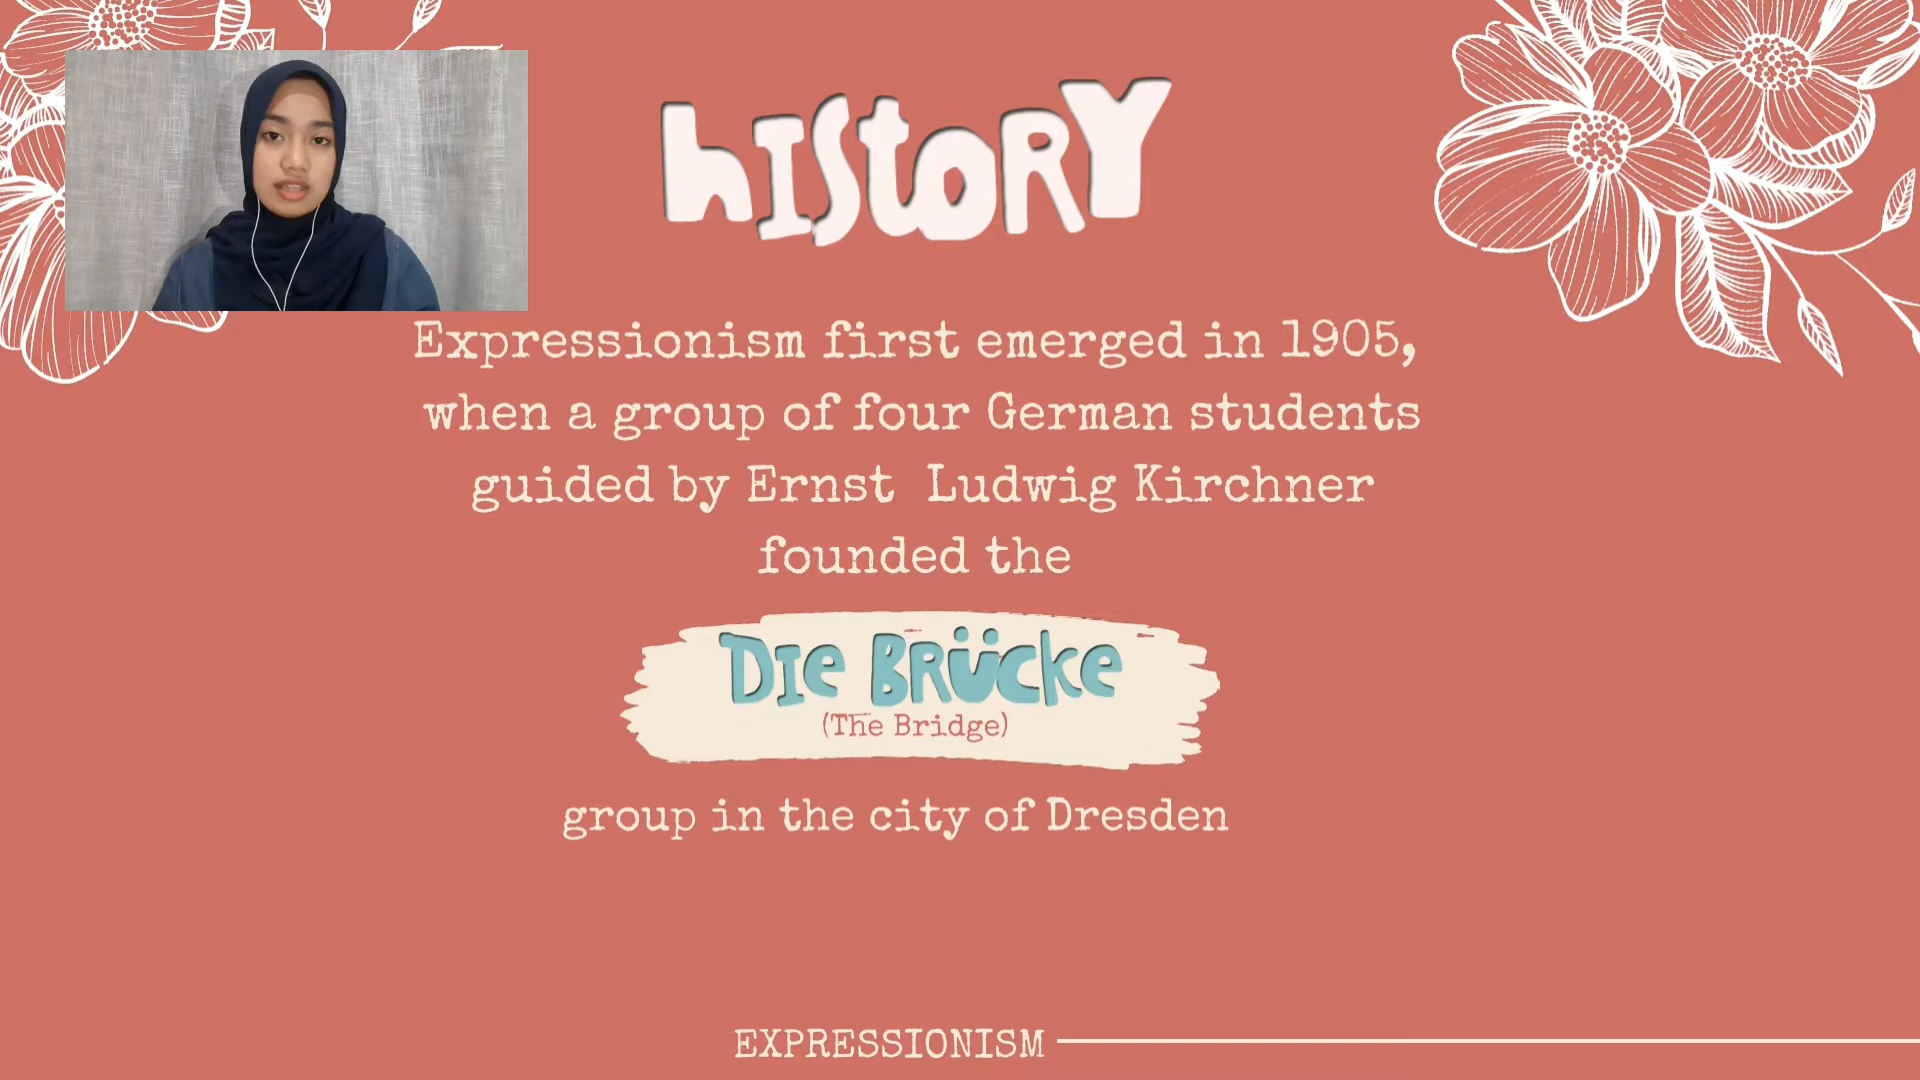 hIStoRY
Expressionism first emerged in 1905,
when a group of four German students
guided by Ernst Ludwig Kirchner
founded the
DIe BRüCke
(The Bridge)
group in the city of Dresden
EXPRESSIONISM